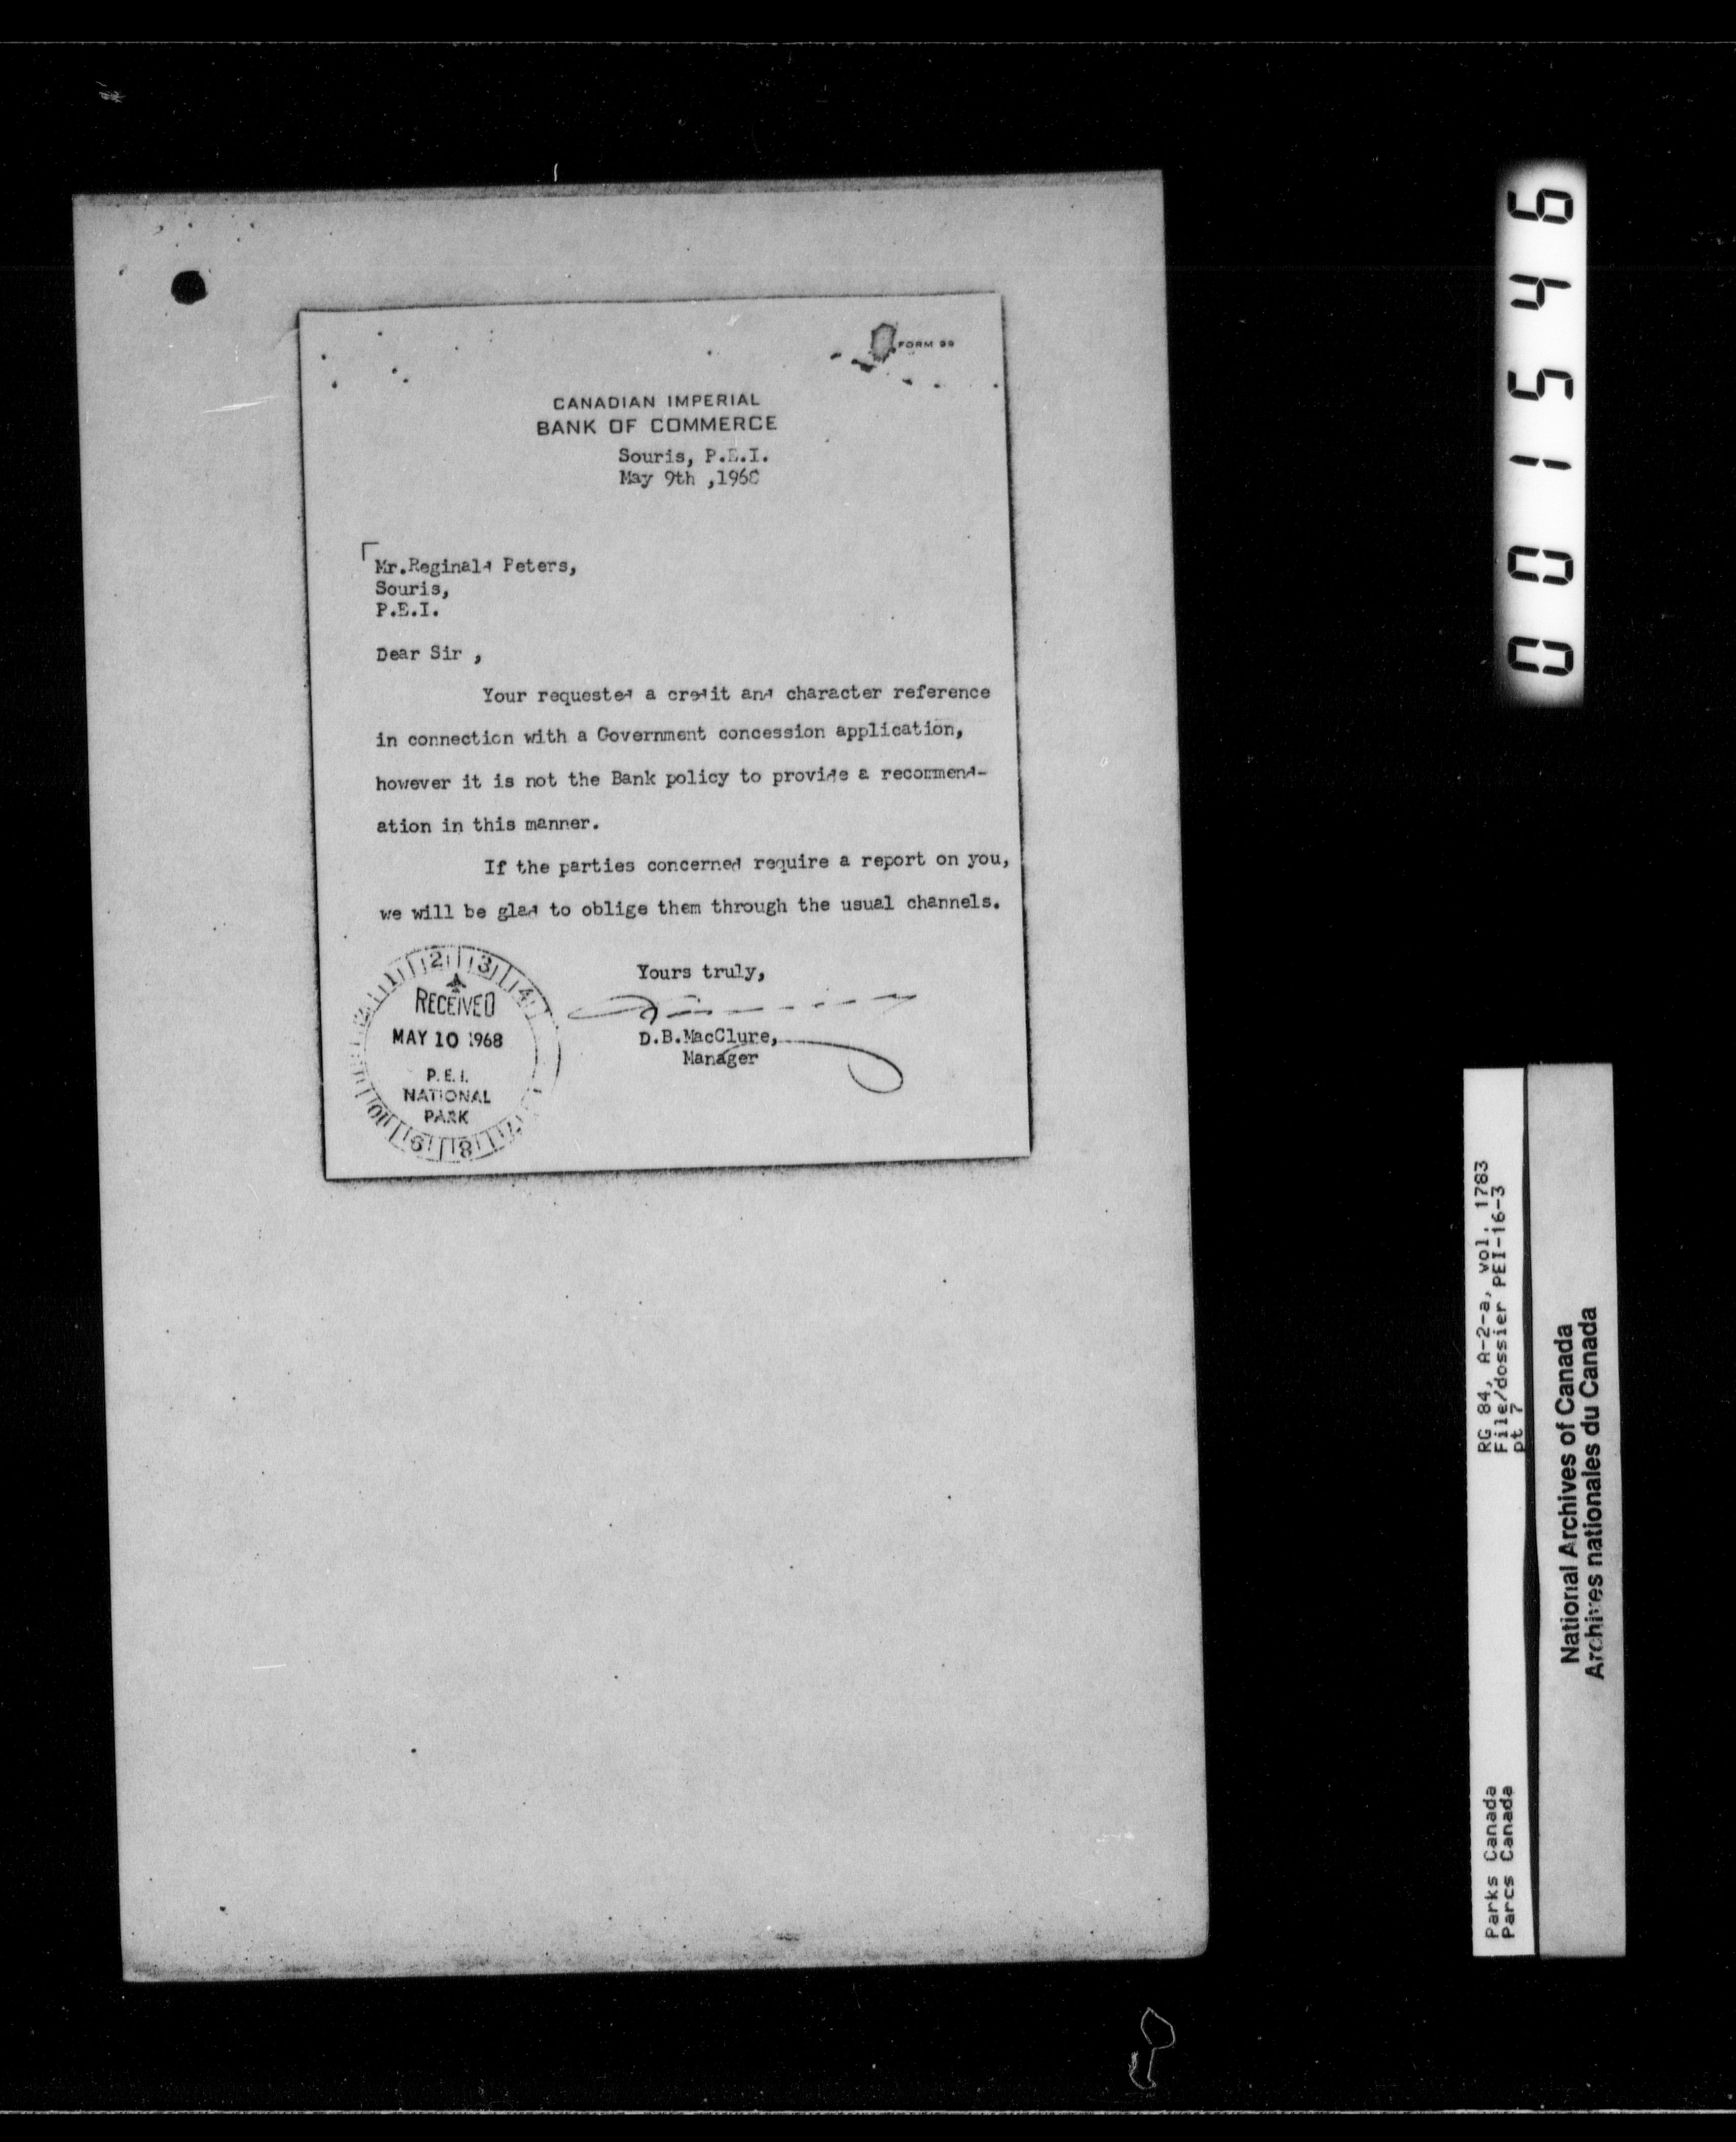 FORM 99
CANADIAN IMPERIAL
BANK OF COMMERCE
Souris, P.E.I.
May 9th ,1968
Mr.Reginald Peters,
Souris,
P.E.I.
Dear Sir ,
Your requested a credit and character reference
in connection with a Government concession application,
however it is not the Bank policy to provide a recommend-
ation in this manner.
If the parties concerned require a report on you,
we will be glad to oblige them through the usual channels.
Yours truly,
D.B.MacClure,
Manager
2 3 4
RECEIVED
MAY 10 1968
P.E.I.
NATIONAL
PARK
7 8 9 10
001546
RG 84, A-2-a, vol. 1783
File/dossier PEI-16-3
pt 7
Parks Canada
Parcs Canada
National Archives of Canada
Archives nationales du Canada